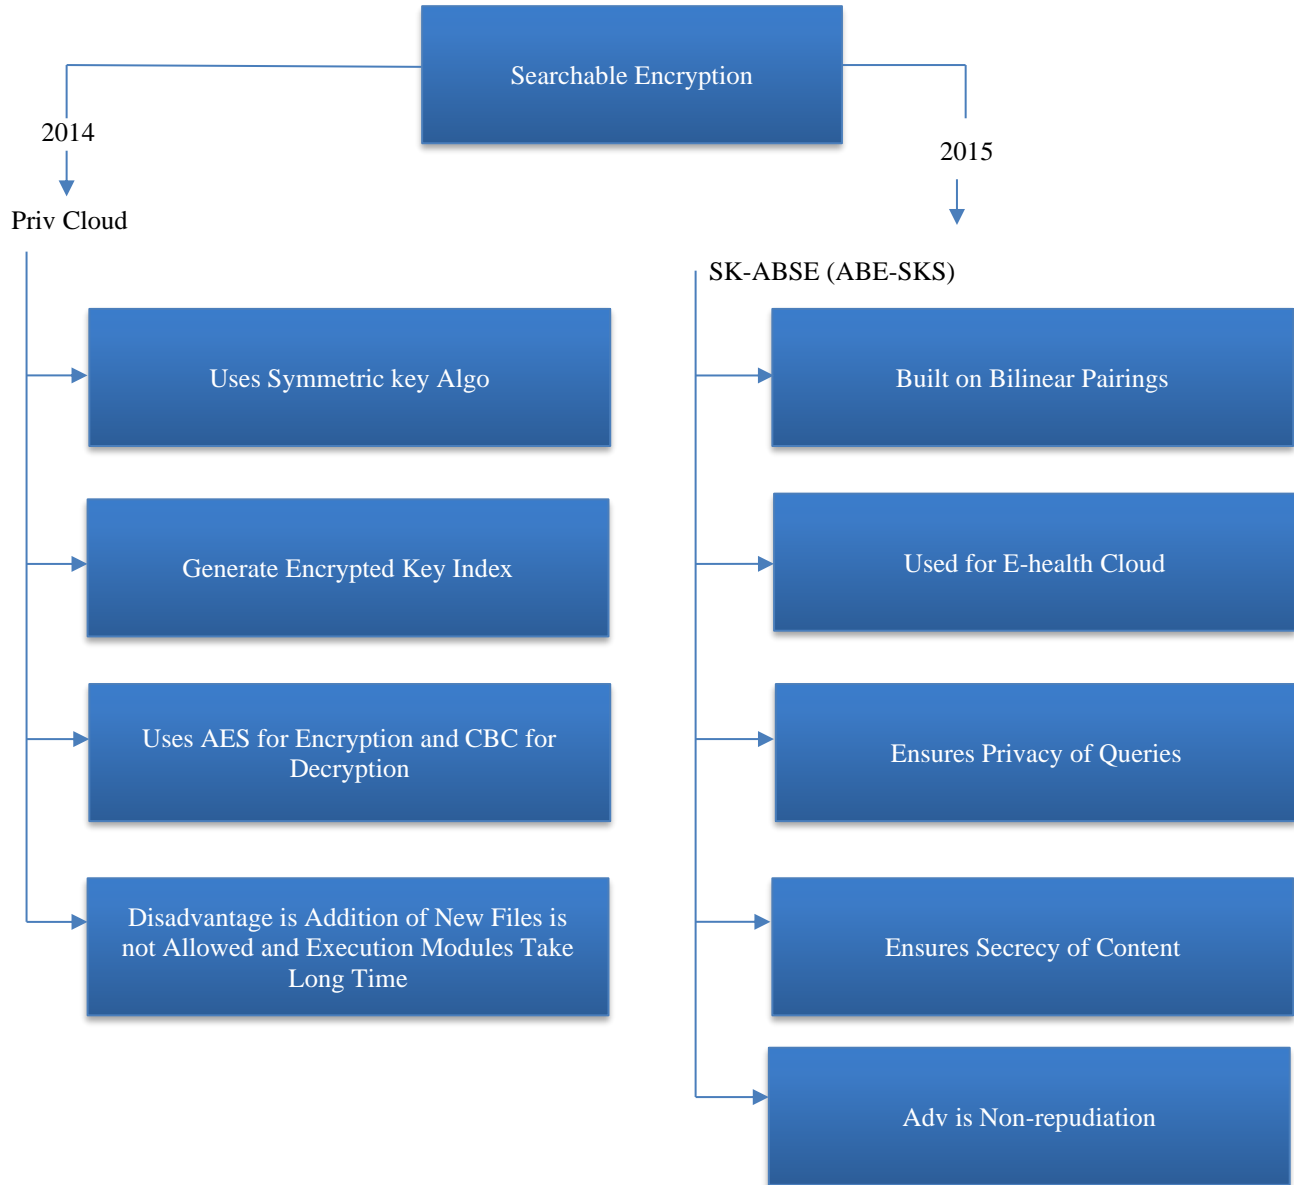 Searchable Encryption
2014
2015
Priv Cloud
SK-ABSE (ABE-SKS)
Uses Symmetric key Algo
Built on Bilinear Pairings
Generate Encrypted Key Index
Used for E-health Cloud
Uses AES for Encryption and CBC for
Decryption
Ensures Privacy of Queries
Disadvantage is Addition of New Files is
not Allowed and Execution Modules Take
Long Time
Ensures Secrecy of Content
Adv is Non-repudiation